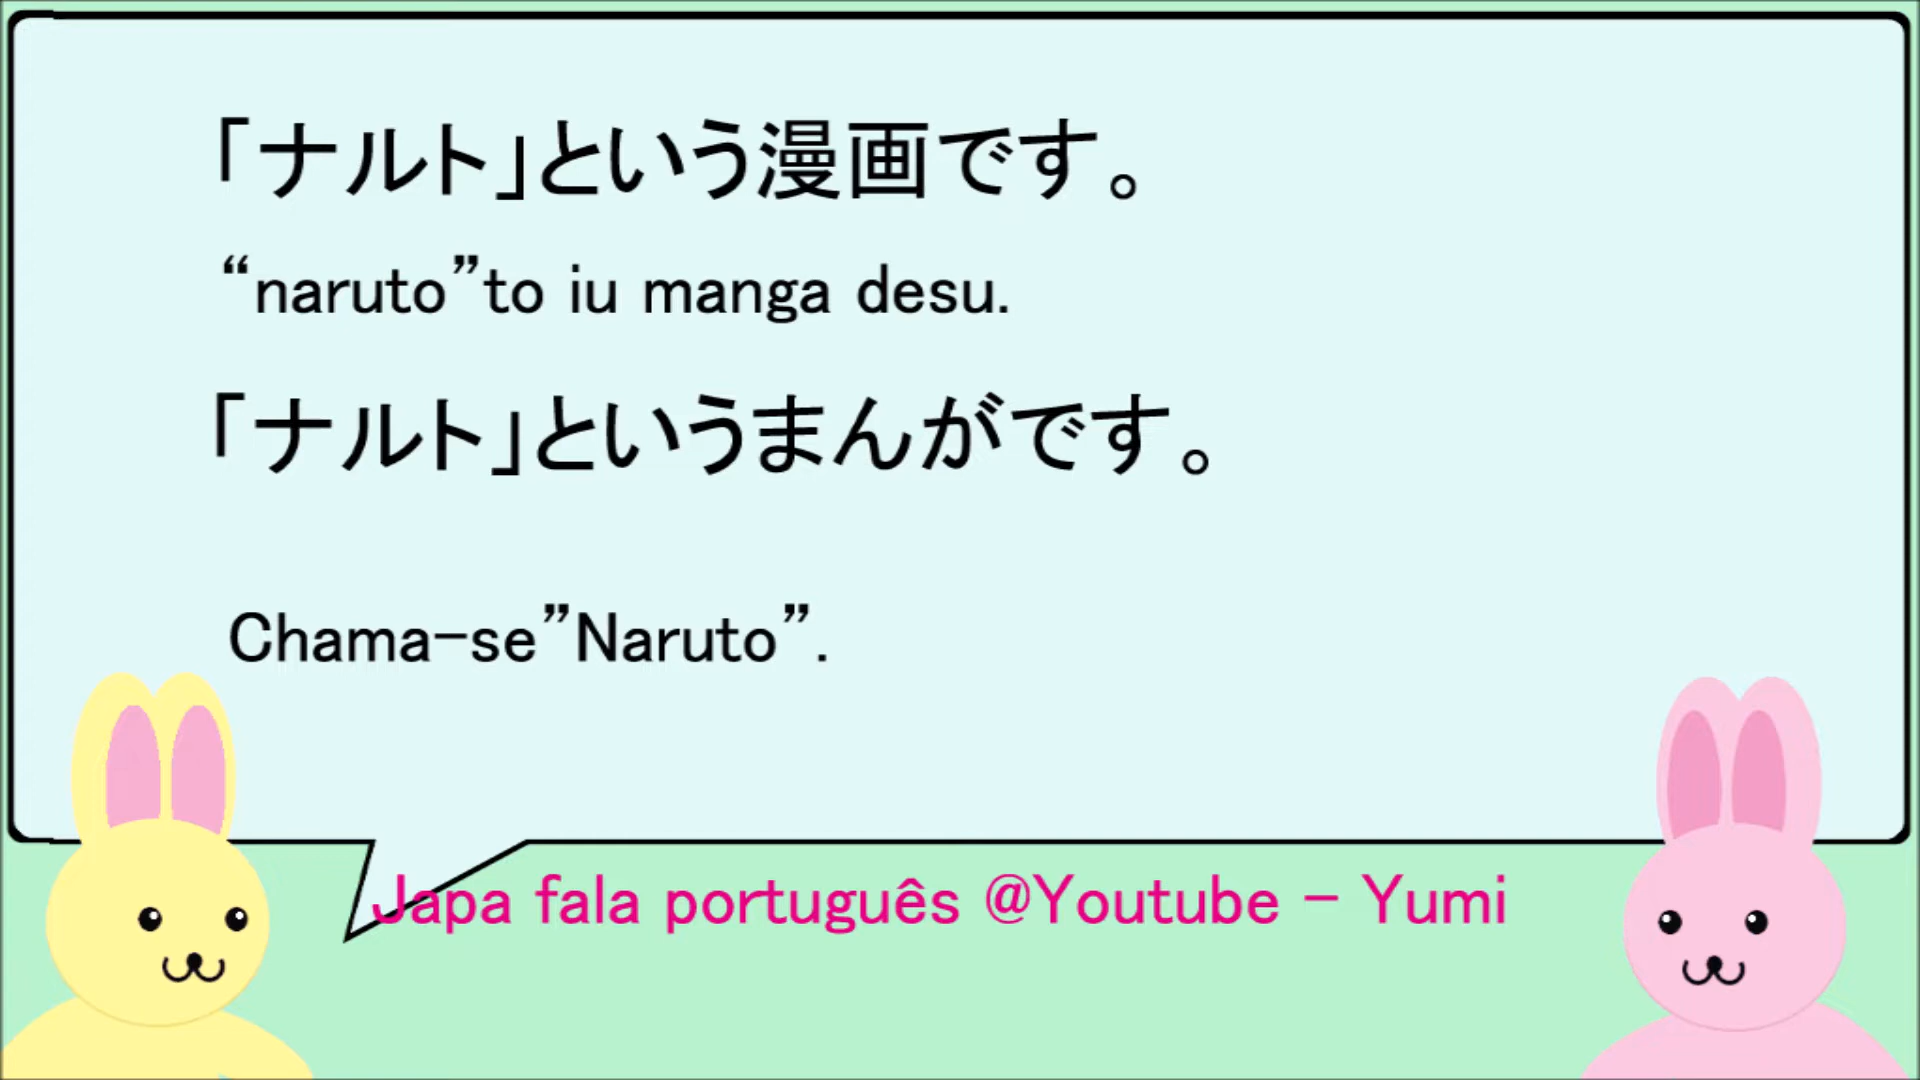 「ナルト」という漫画です。
“naruto”to iu manga desu.
「ナルト」というまんがです。
Chama-se”Naruto”.
Japa fala português @Youtube - Yumi